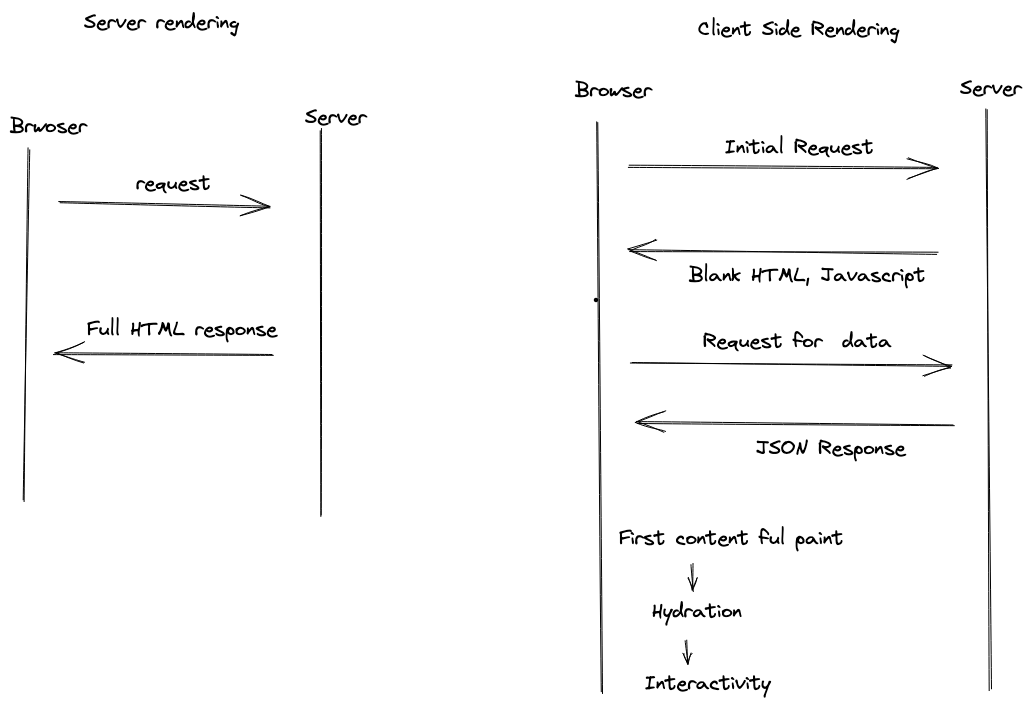 Server rendering
Brwoser
Server
request
Full HTML response
Client Side Rendering
Browser
Server
Initial Request
Blank HTML, Javascript
Request for data
JSON Response
First content ful paint
Hydration
Interactivity